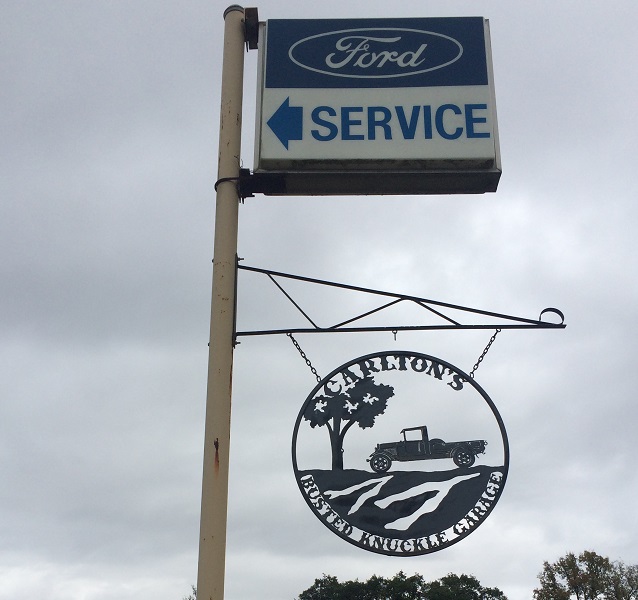 Ford
SERVICE
CARLTON'S
BUSTED KNUCKLE GARAGE